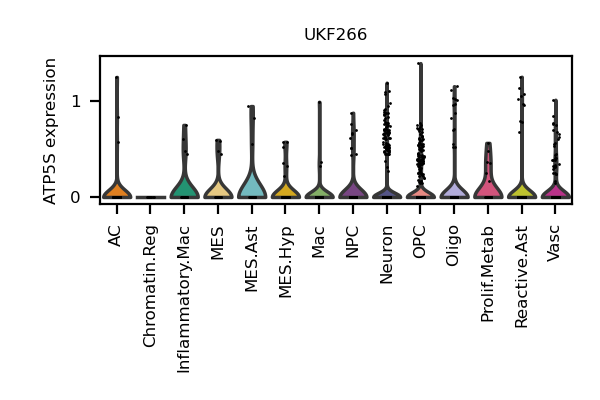 UKF266
ATP5S expression
1
0
AC
Chromatin.Reg
Inflammatory.Mac
MES
MES.Ast
MES.Hyp
Mac
NPC
Neuron
OPC
Oligo
Prolif.Metab
Reactive.Ast
Vasc